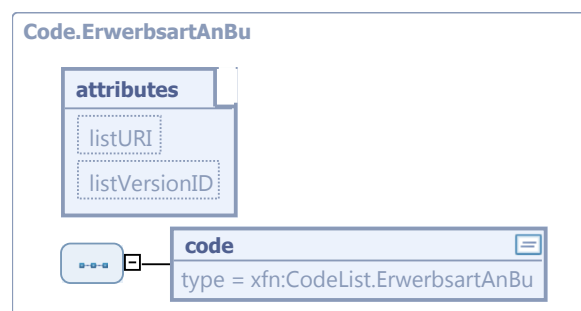 Code.ErwerbsartAnBu
attributes
listURI
listVersionID
code
type = xfn:CodeList.ErwerbsartAnBu